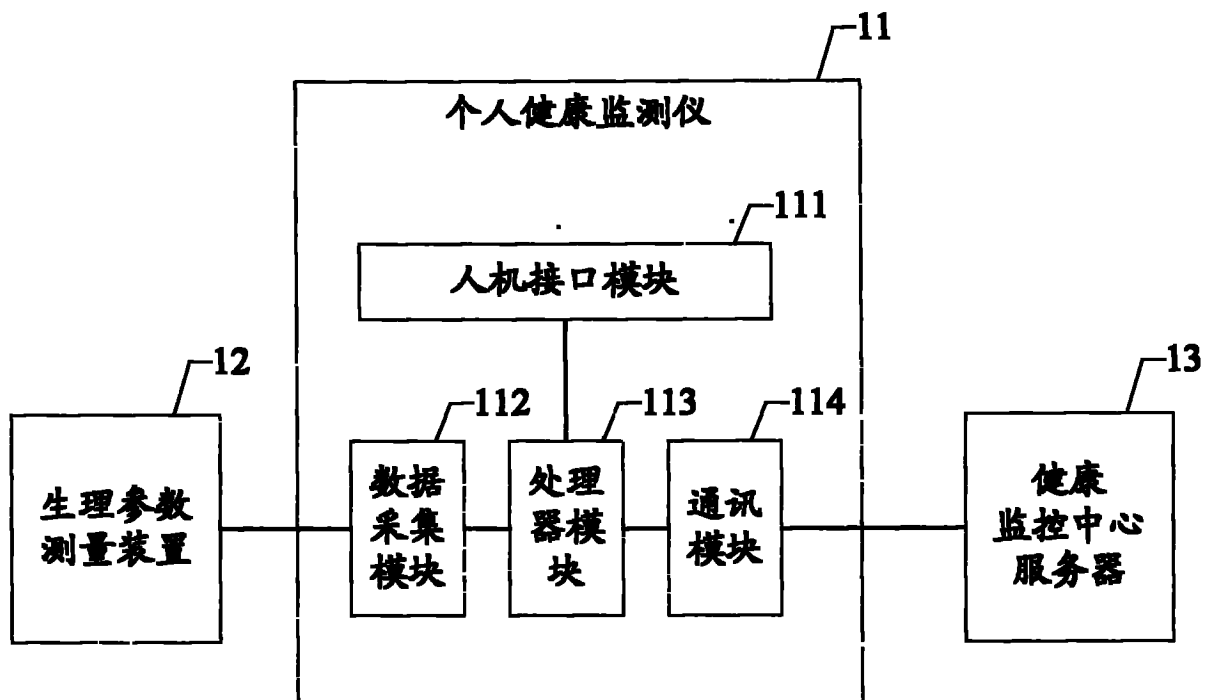 11
个人健康监测仪
111
人机接口模块
12
112
113
114
13
生理参数
测量装置
数据
采集
模块
处理
器模
块
通讯
模块
健康
监控中心
服务器